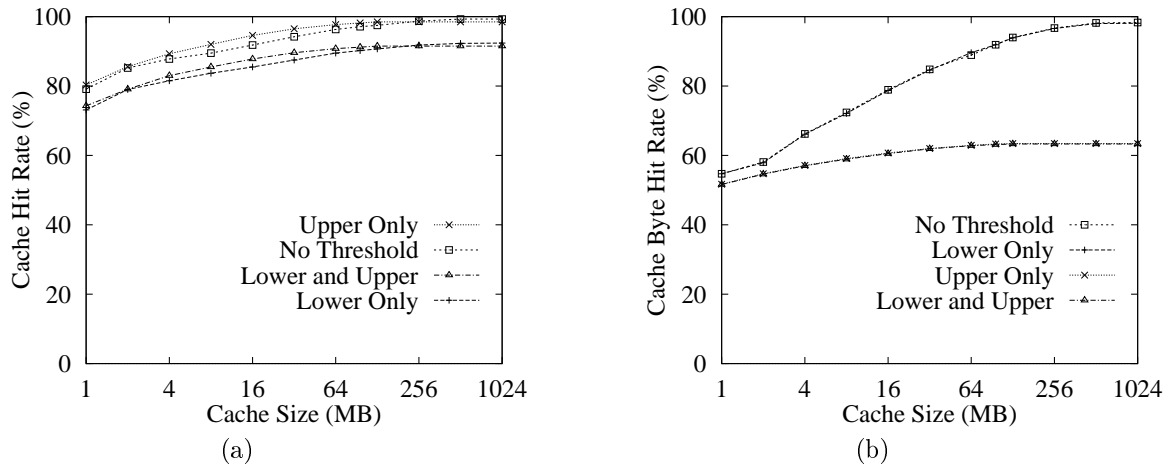 100
80
60
40
20
0
Cache Hit Rate (%)
Upper Only
No Threshold
Lower and Upper
Lower Only
1 4 16 64 256 1024
Cache Size (MB)
(a)
100
80
60
40
20
0
Cache Byte Hit Rate (%)
No Threshold
Lower Only
Upper Only
Lower and Upper
1 4 16 64 256 1024
Cache Size (MB)
(b)